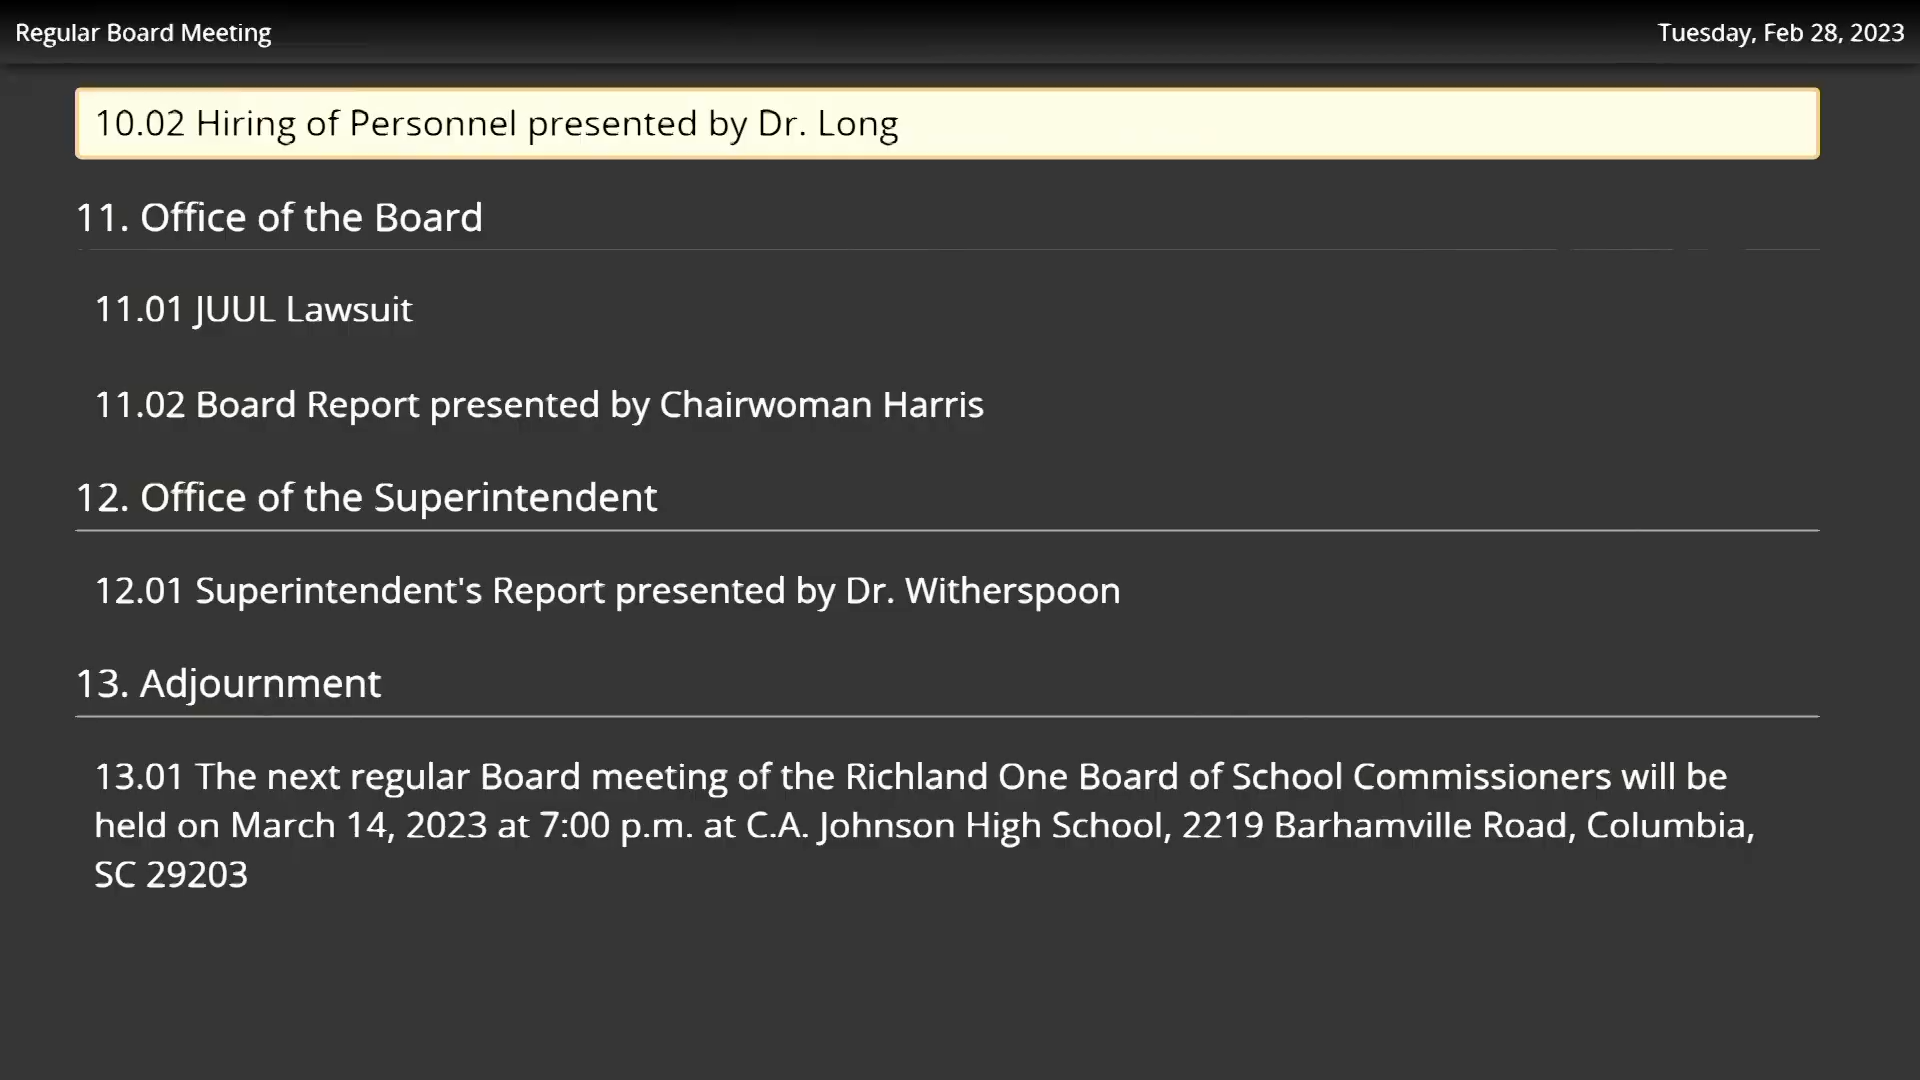 Regular Board Meeting
Tuesday, Feb 28, 2023
10.02 Hiring of Personnel presented by Dr. Long
11. Office of the Board
11.01 JUUL Lawsuit
11.02 Board Report presented by Chairwoman Harris
12. Office of the Superintendent
12.01 Superintendent's Report presented by Dr. Witherspoon
13. Adjournment
13.01 The next regular Board meeting of the Richland One Board of School Commissioners will be
held on March 14, 2023 at 7:00 p.m. at C.A. Johnson High School, 2219 Barhamville Road, Columbia,
SC 29203